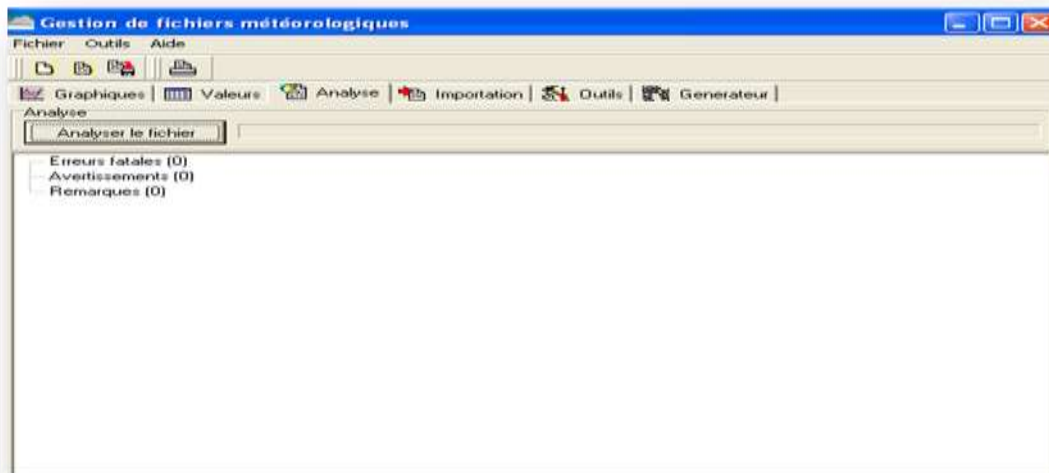 Gestion de fichiers météorologiques
Fichier Outils Aide
Graphiques Valeurs Analyse Importation Outils Generateur
Analyse
Analyser le fichier
Erreurs fatales (0)
Avertissements (0)
Remarques (0)